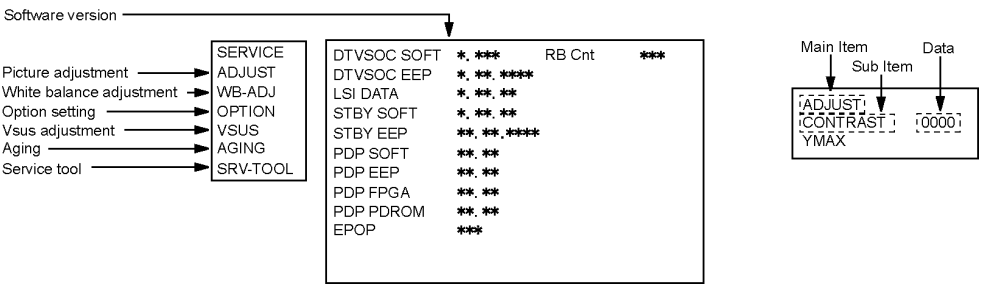 Software version
SERVICE
Picture adjustment ADJUST
White balance adjustment WB-ADJ
Option setting OPTION
Vsus adjustment VSUS
Aging AGING
Service tool SRV-TOOL
DTVSOC SOFT *. *** RB Cnt ***
DTVSOC EEP *. **. ****
LSI DATA *. **. **
STBY SOFT *. **. **
STBY EEP **. **. ****
PDP SOFT **. **
PDP EEP **. **
PDP FPGA **. **
PDP PDROM **. **
EPOP ***
Main Item Data
Sub Item
ADJUST
CONTRAST 0000
YMAX